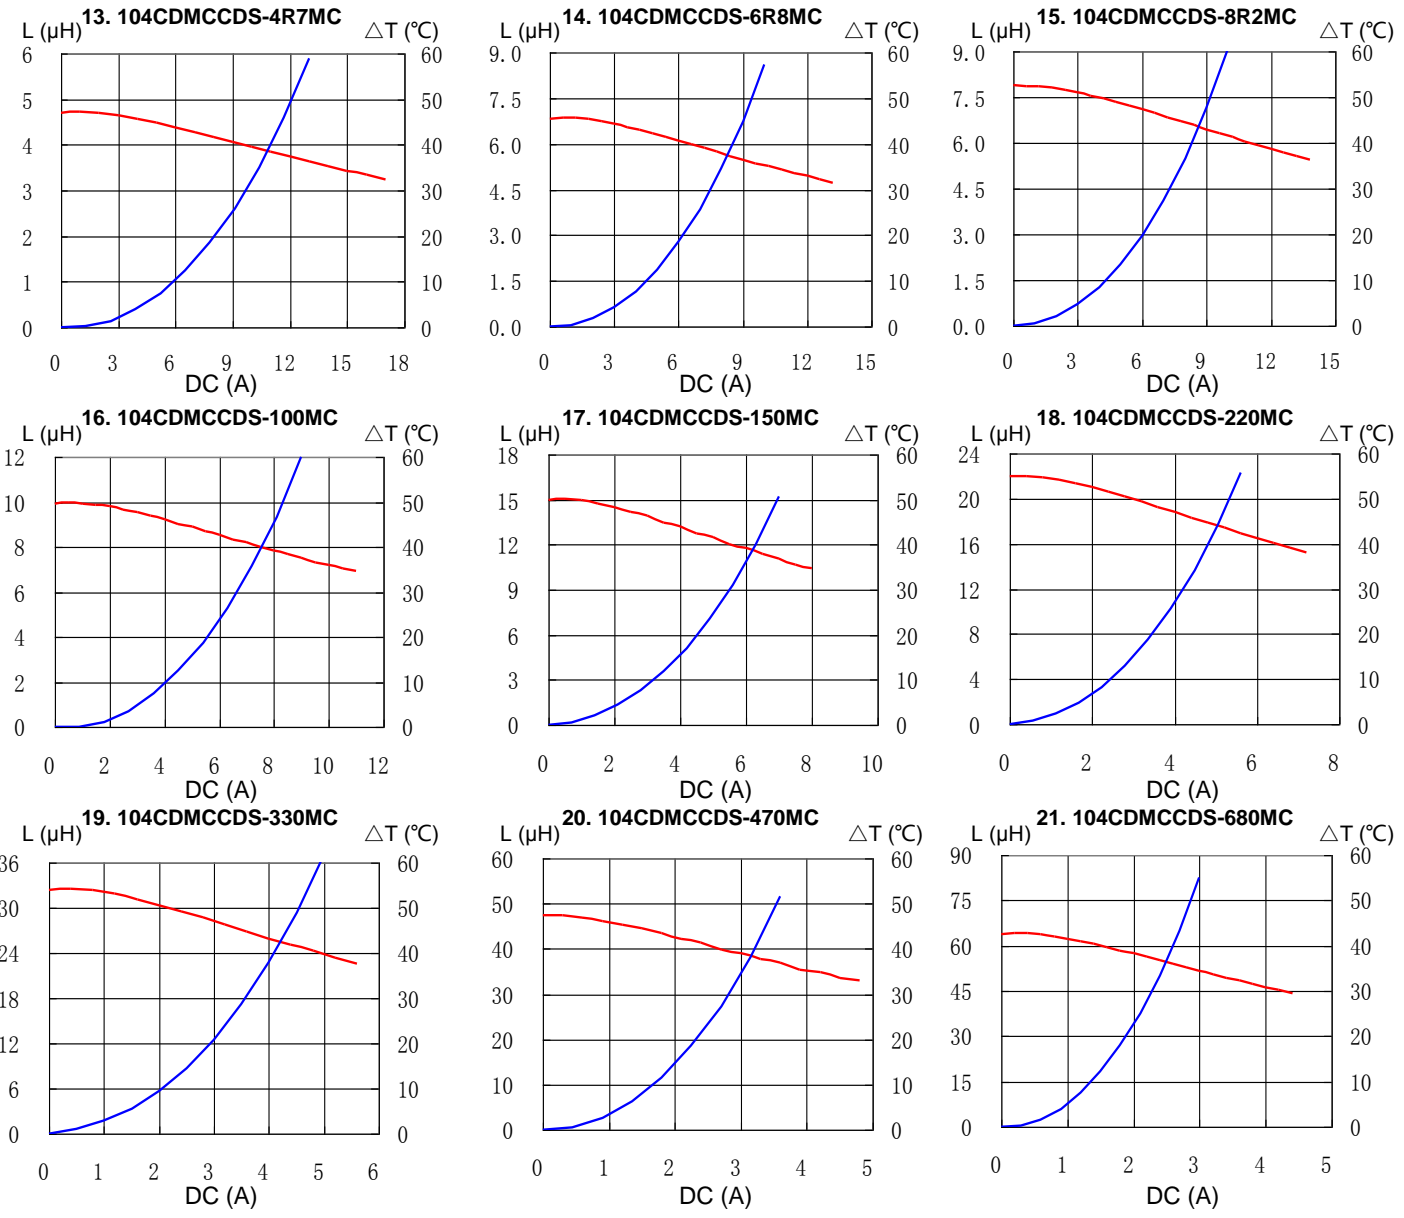 13. 104CDMCCDS-4R7MC
L (µH) △T (℃)
6 60
5 50
4 40
3 30
2 20
1 10
0 0
0 3 6 9 12 15 18
DC (A)
14. 104CDMCCDS-6R8MC
L (µH) △T (℃)
9.0 60
7.5 50
6.0 40
4.5 30
3.0 20
1.5 10
0.0 0
0 3 6 9 12 15
DC (A)
15. 104CDMCCDS-8R2MC
L (µH) △T (℃)
9.0 60
7.5 50
6.0 40
4.5 30
3.0 20
1.5 10
0.0 0
0 3 6 9 12 15
DC (A)
16. 104CDMCCDS-100MC
L (µH) △T (℃)
12 60
10 50
8 40
6 30
4 20
2 10
0 0
0 2 4 6 8 10 12
DC (A)
17. 104CDMCCDS-150MC
L (µH) △T (℃)
18 60
15 50
12 40
9 30
6 20
3 10
0 0
0 2 4 6 8 10
DC (A)
18. 104CDMCCDS-220MC
L (µH) △T (℃)
24 60
20 50
16 40
12 30
8 20
4 10
0 0
0 2 4 6 8
DC (A)
19. 104CDMCCDS-330MC
L (µH) △T (℃)
36 60
30 50
24 40
18 30
12 20
6 10
0 0
0 1 2 3 4 5 6
DC (A)
20. 104CDMCCDS-470MC
L (µH) △T (℃)
60 60
50 50
40 40
30 30
20 20
10 10
0 0
0 1 2 3 4 5
DC (A)
21. 104CDMCCDS-680MC
L (µH) △T (℃)
90 60
75 50
60 40
45 30
30 20
15 10
0 0
0 1 2 3 4 5
DC (A)